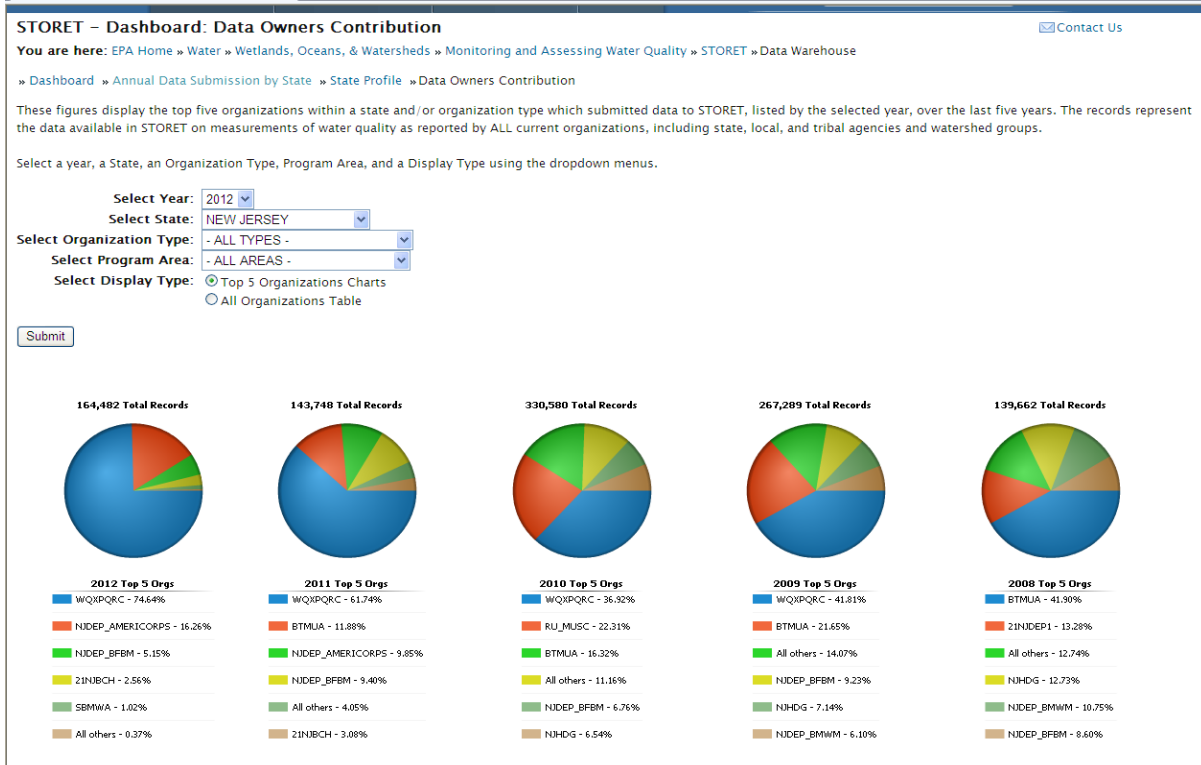 STORET – Dashboard: Data Owners Contribution
Contact Us
You are here: EPA Home » Water » Wetlands, Oceans, & Watersheds » Monitoring and Assessing Water Quality » STORET » Data Warehouse
» Dashboard » Annual Data Submission by State » State Profile » Data Owners Contribution
These figures display the top five organizations within a state and/or organization type which submitted data to STORET, listed by the selected year, over the last five years. The records represent
the data available in STORET on measurements of water quality as reported by ALL current organizations, including state, local, and tribal agencies and watershed groups.
Select a year, a State, an Organization Type, Program Area, and a Display Type using the dropdown menus.
Select Year: 2012
Select State: NEW JERSEY
Select Organization Type: - ALL TYPES -
Select Program Area: - ALL AREAS -
Select Display Type: Top 5 Organizations Charts
All Organizations Table
Submit
164,482 Total Records
2012 Top 5 Orgs
WQXPQRC - 74.64%
NJDEP_AMERICORPS - 16.26%
NJDEP_BFBM - 5.15%
21NJBCH - 2.56%
SBMWA - 1.02%
All others - 0.37%
143,748 Total Records
2011 Top 5 Orgs
WQXPQRC - 61.74%
BTMUA - 11.88%
NJDEP_AMERICORPS - 9.85%
NJDEP_BFBM - 9.40%
All others - 4.05%
21NJBCH - 3.08%
330,580 Total Records
2010 Top 5 Orgs
WQXPQRC - 36.92%
RU_MUSC - 22.31%
BTMUA - 16.32%
All others - 11.16%
NJDEP_BFBM - 6.76%
NJHDG - 6.54%
267,289 Total Records
2009 Top 5 Orgs
WQXPQRC - 41.81%
BTMUA - 21.65%
All others - 14.07%
NJDEP_BFBM - 9.23%
NJHDG - 7.14%
NJDEP_BMWM - 6.10%
139,662 Total Records
2008 Top 5 Orgs
BTMUA - 41.90%
21NJDEP1 - 13.28%
All others - 12.74%
NJHDG - 12.73%
NJDEP_BMWM - 10.75%
NJDEP_BFBM - 8.60%